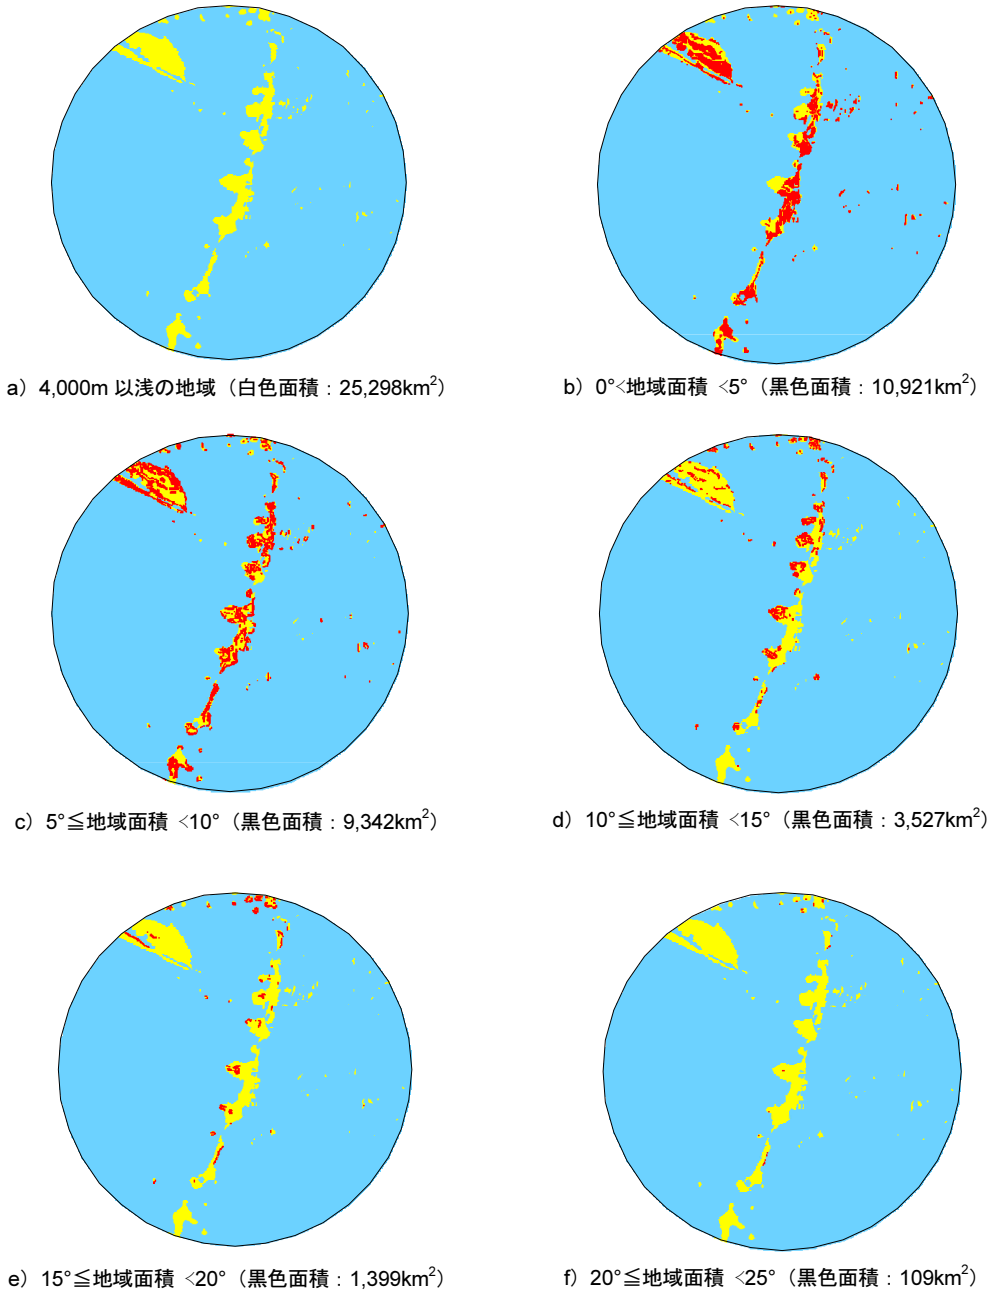 a）4,000m 以浅の地域（白色面積：25,298km²）
b）0°<地域面積 <5°（黒色面積：10,921km²）
c）5°≦地域面積 <10°（黒色面積：9,342km²）
d）10°≦地域面積 <15°（黒色面積：3,527km²）
e）15°≦地域面積 <20°（黒色面積：1,399km²）
f）20°≦地域面積 <25°（黒色面積：109km²）